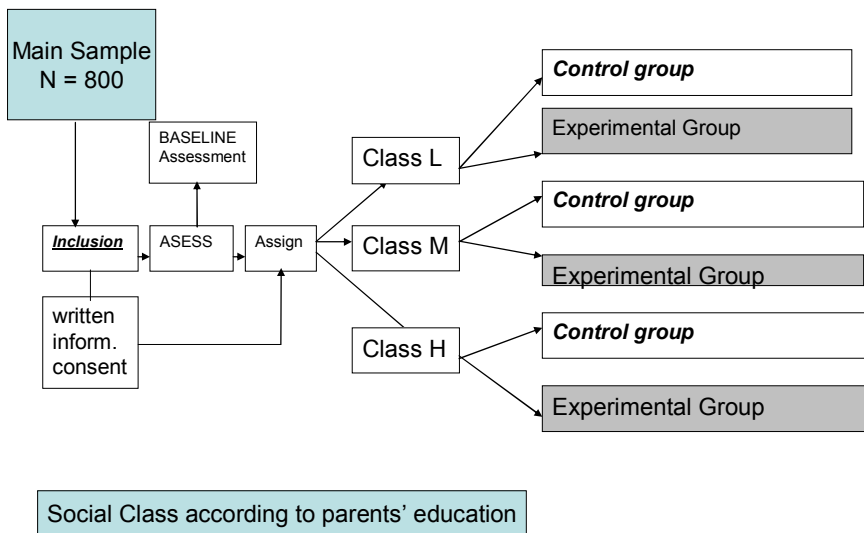 Main Sample
N = 800
BASELINE
Assessment
Inclusion
ASESS
Assign
written
inform.
consent
Class L
Class M
Class H
Control group
Experimental Group
Control group
Experimental Group
Control group
Experimental Group
Social Class according to parents’ education